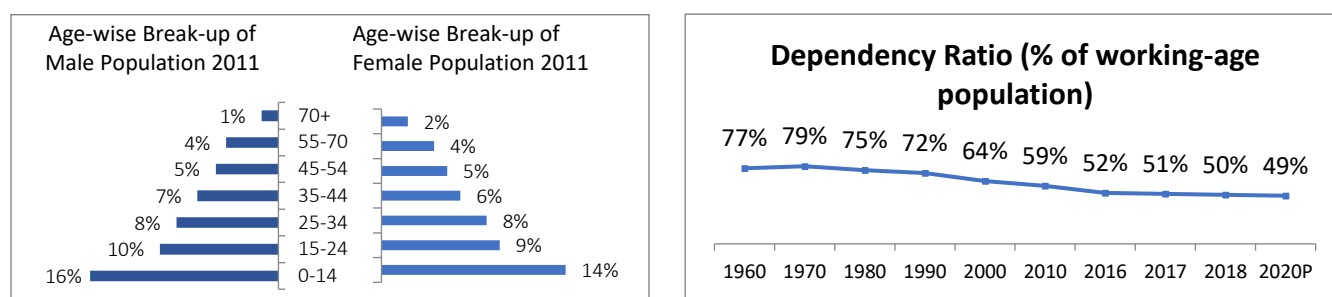 Age-wise Break-up of
Male Population 2011
Age-wise Break-up of
Female Population 2011
1% 70+ 2%
4% 55-70 4%
5% 45-54 5%
7% 35-44 6%
8% 25-34 8%
10% 15-24 9%
16% 0-14 14%
Dependency Ratio (% of working-age
population)
77% 79% 75% 72% 64% 59% 52% 51% 50% 49%
1960 1970 1980 1990 2000 2010 2016 2017 2018 2020P